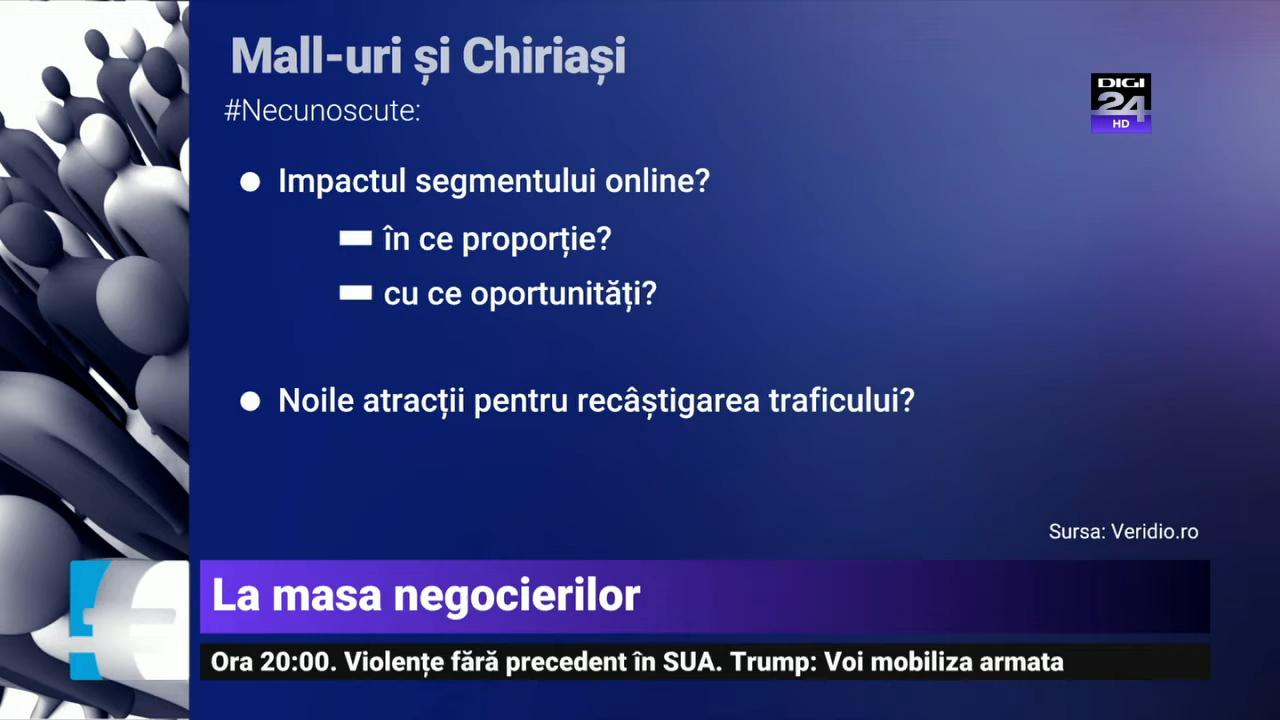 Mall-uri și Chiriași
#Necunoscute:
DIGI
24
HD
Impactul segmentului online?
în ce proporție?
cu ce oportunități?
Noile atracții pentru recâștigarea traficului?
Sursa: Veridio.ro
La masa negocierilor
Ora 20:00. Violențe fără precedent în SUA. Trump: Voi mobiliza armata